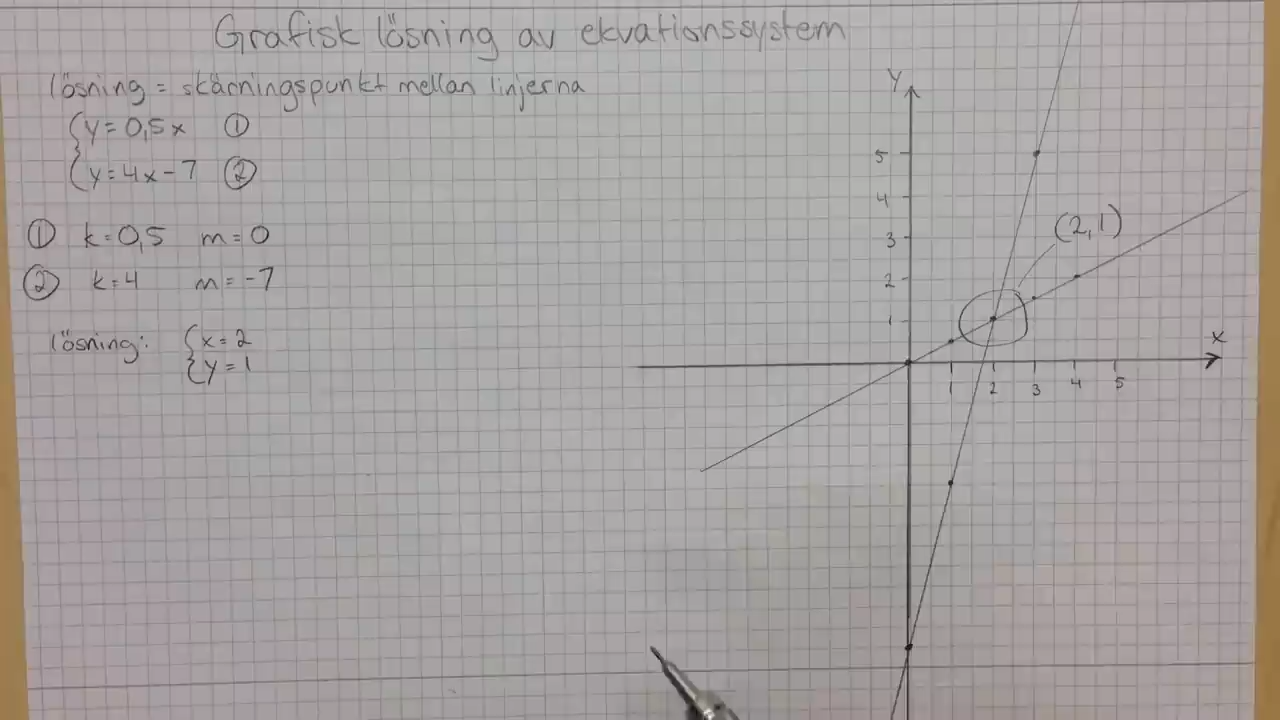 Grafisk lösning av ekvationssystem
lösning = skärningspunkt mellan linjerna
y = 0,5x ①
y = 4x - 7 ②
① k = 0,5 m = 0
② k = 4 m = -7
lösning: x = 2
y = 1
Y
5
4
3
2
1
(2,1)
X
1 2 3 4 5